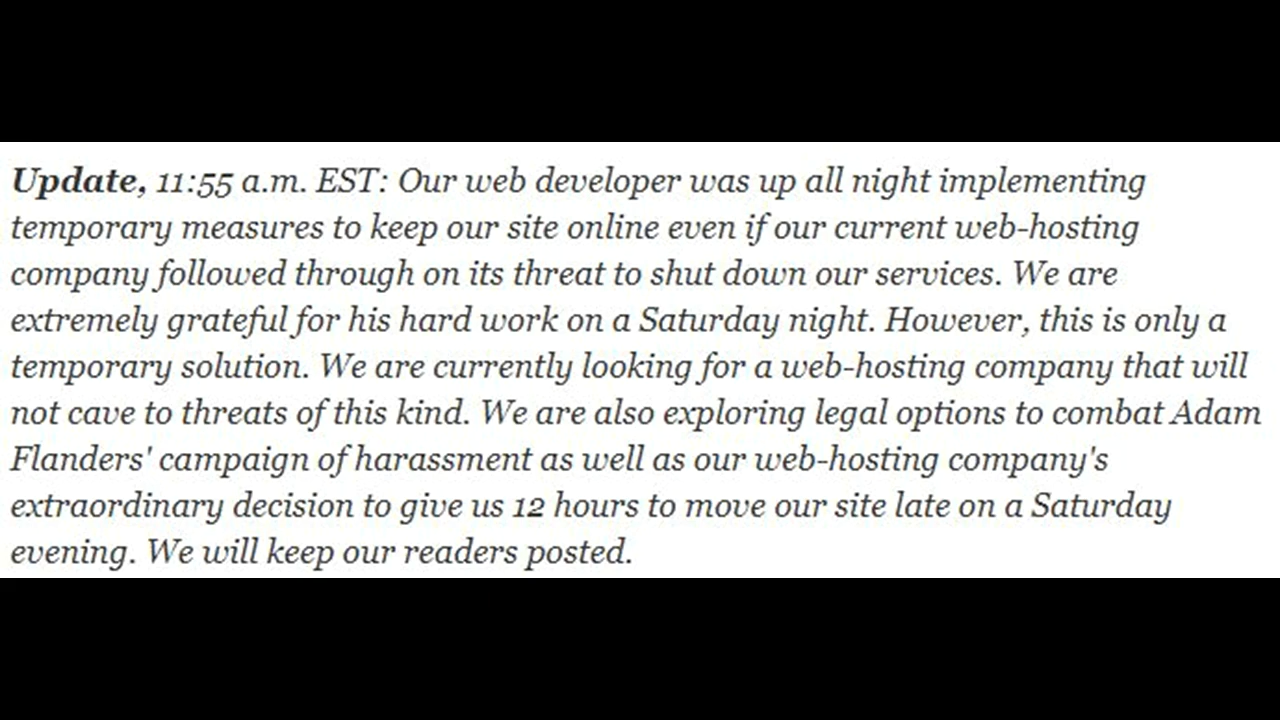 Update, 11:55 a.m. EST: Our web developer was up all night implementing
temporary measures to keep our site online even if our current web-hosting
company followed through on its threat to shut down our services. We are
extremely grateful for his hard work on a Saturday night. However, this is only a
temporary solution. We are currently looking for a web-hosting company that will
not cave to threats of this kind. We are also exploring legal options to combat Adam
Flanders' campaign of harassment as well as our web-hosting company's
extraordinary decision to give us 12 hours to move our site late on a Saturday
evening. We will keep our readers posted.